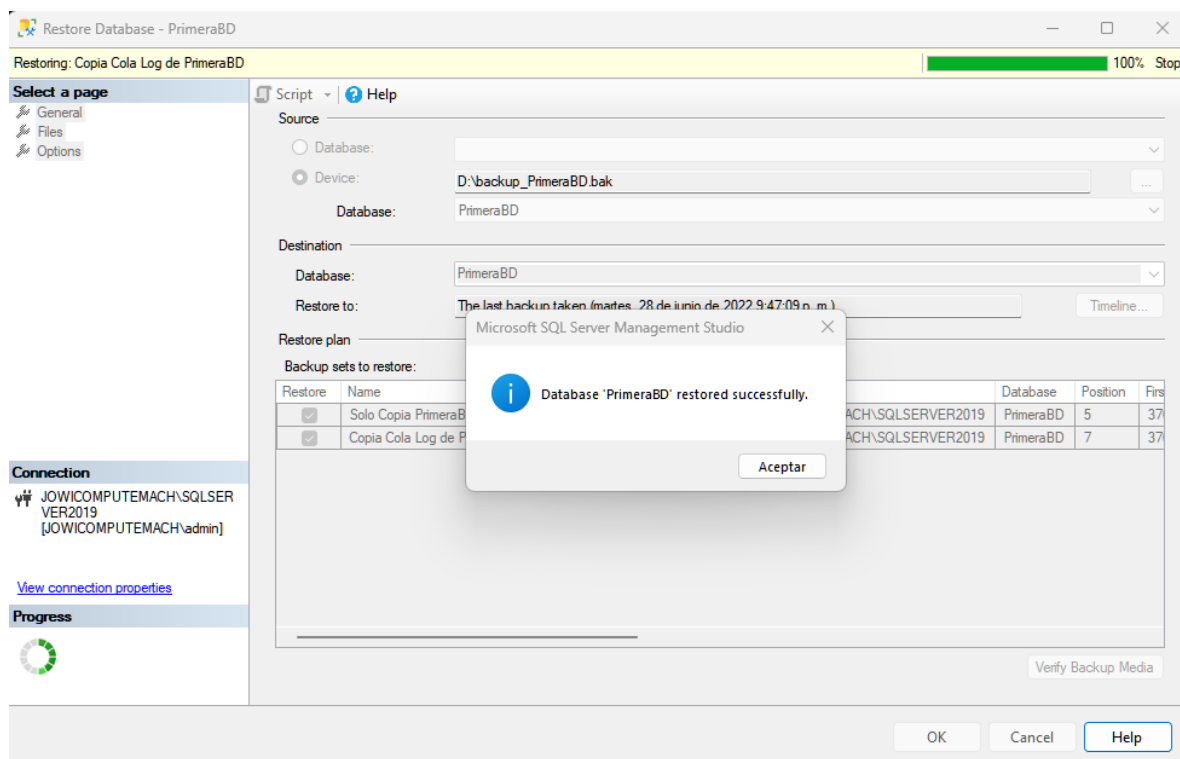 Restore Database - PrimeraBD
Restoring: Copia Cola Log de PrimeraBD 100% Stop
Select a page
General
Files
Options
Script Help
Source
Database:
Device: D:\backup_PrimeraBD.bak ...
Database: PrimeraBD
Destination
Database: PrimeraBD
Restore to: The last backup taken (martes, 28 de junio de 2022 9:47:09 p. m.) Timeline...
Restore plan
Backup sets to restore:
Restore Name Database Position Firs
Solo Copia PrimeraB ACH\SQLSERVER2019 PrimeraBD 5 37
Copia Cola Log de P ACH\SQLSERVER2019 PrimeraBD 7 37
Microsoft SQL Server Management Studio
Database 'PrimeraBD' restored successfully.
Aceptar
Connection
JOWICOMPUTEMACH\SQLSER
VER2019
[JOWICOMPUTEMACH\admin]
View connection properties
Progress
Verify Backup Media
OK Cancel Help